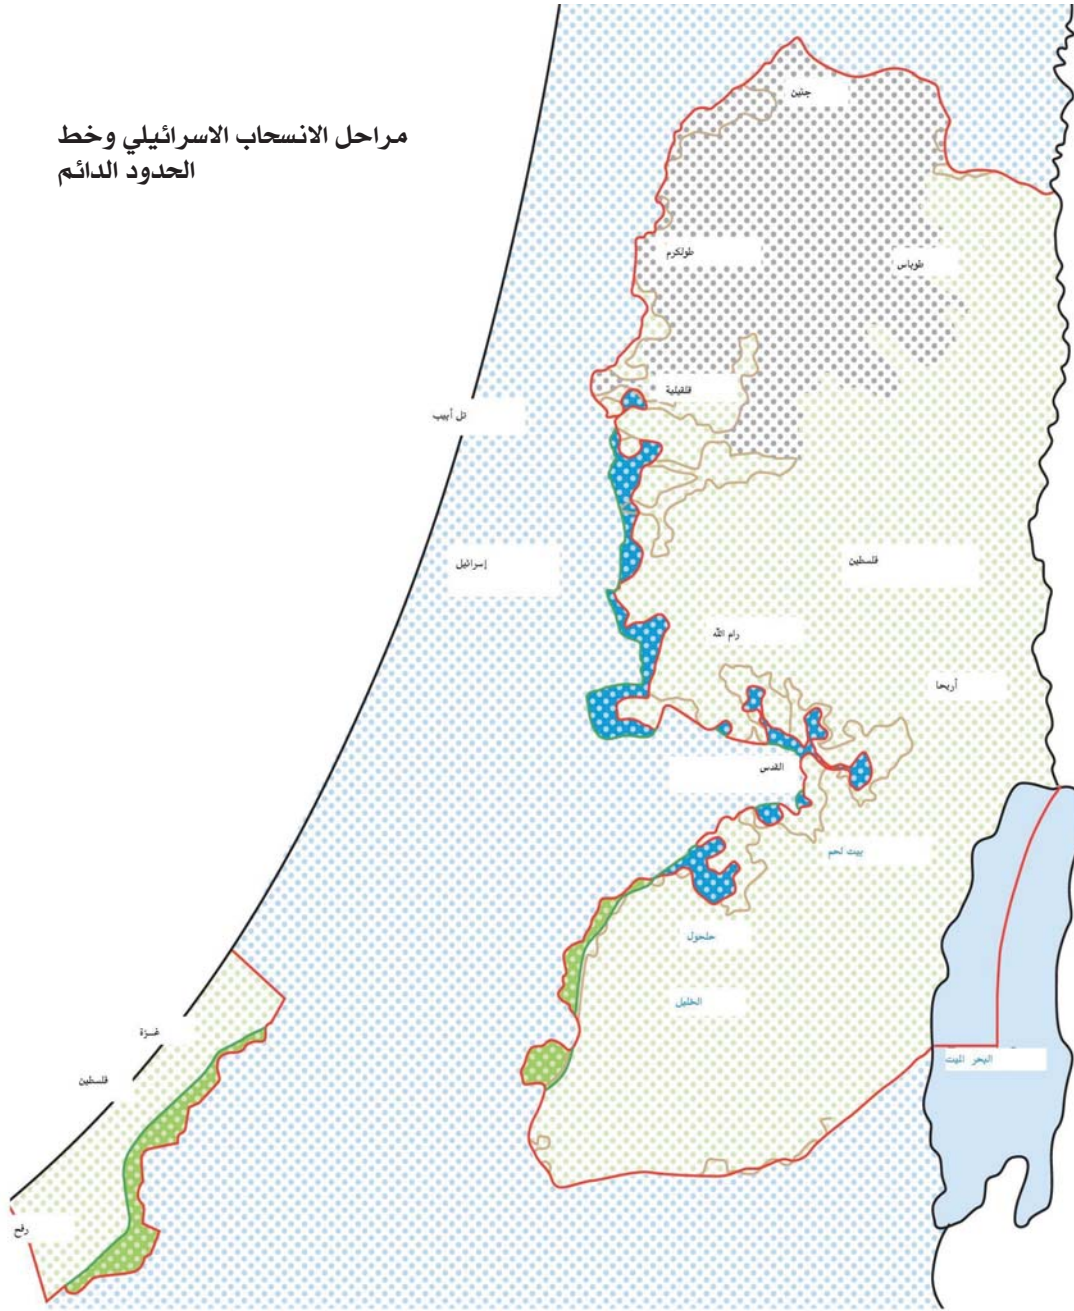 مراحل الانسحاب الاسرائيلي وخط
الحدود الدائم
جنين
طولكرم
طوباس
قلقيلية
تل أبيب
إسرائيل
فلسطين
رام الله
أريحا
القدس
بيت لحم
حلحول
الخليل
غزة
البحر الميت
فلسطين
رفح